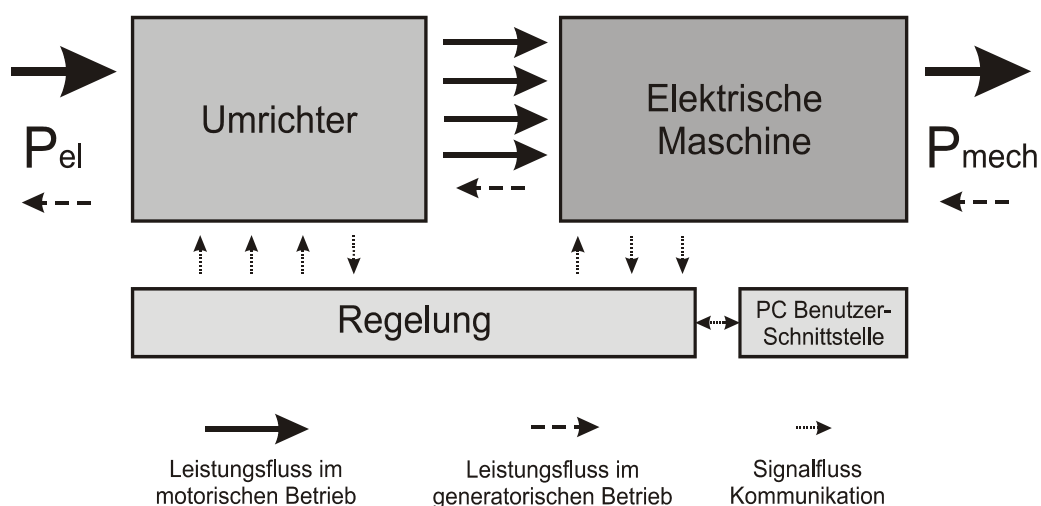 Umrichter
Elektrische
Maschine
Pel
Pmech
Regelung
PC Benutzer-
Schnittstelle
Leistungsfluss im
motorischen Betrieb
Leistungsfluss im
generatorischen Betrieb
Signalfluss
Kommunikation